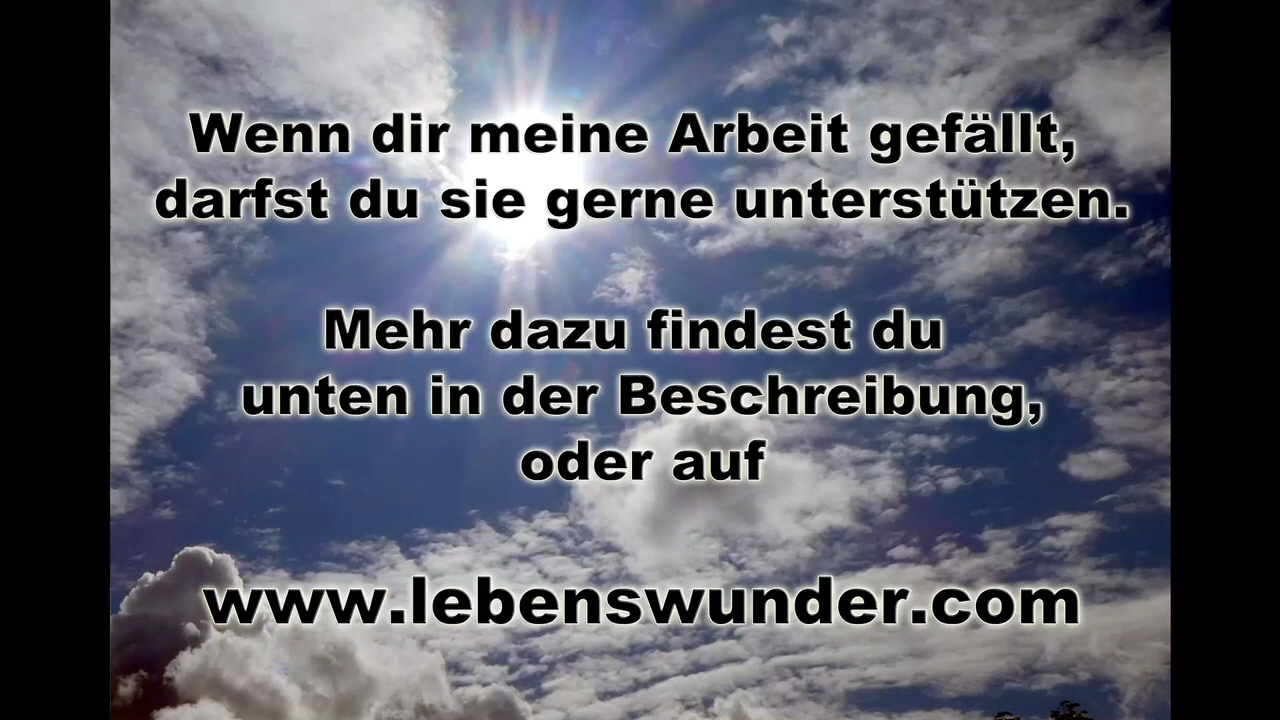 Wenn dir meine Arbeit gefällt,
darfst du sie gerne unterstützen.
Mehr dazu findest du
unten in der Beschreibung,
oder auf
www.lebenswunder.com